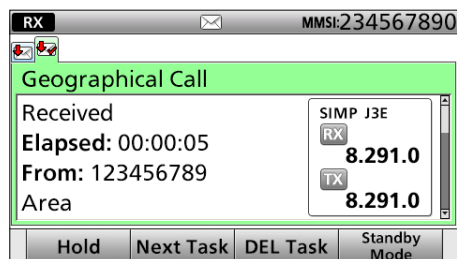 RX MMSI:234567890
Geographical Call
Received
Elapsed: 00:00:05
From: 123456789
Area
SIMP J3E
RX
8.291.0
TX
8.291.0
Hold Next Task DEL Task Standby Mode